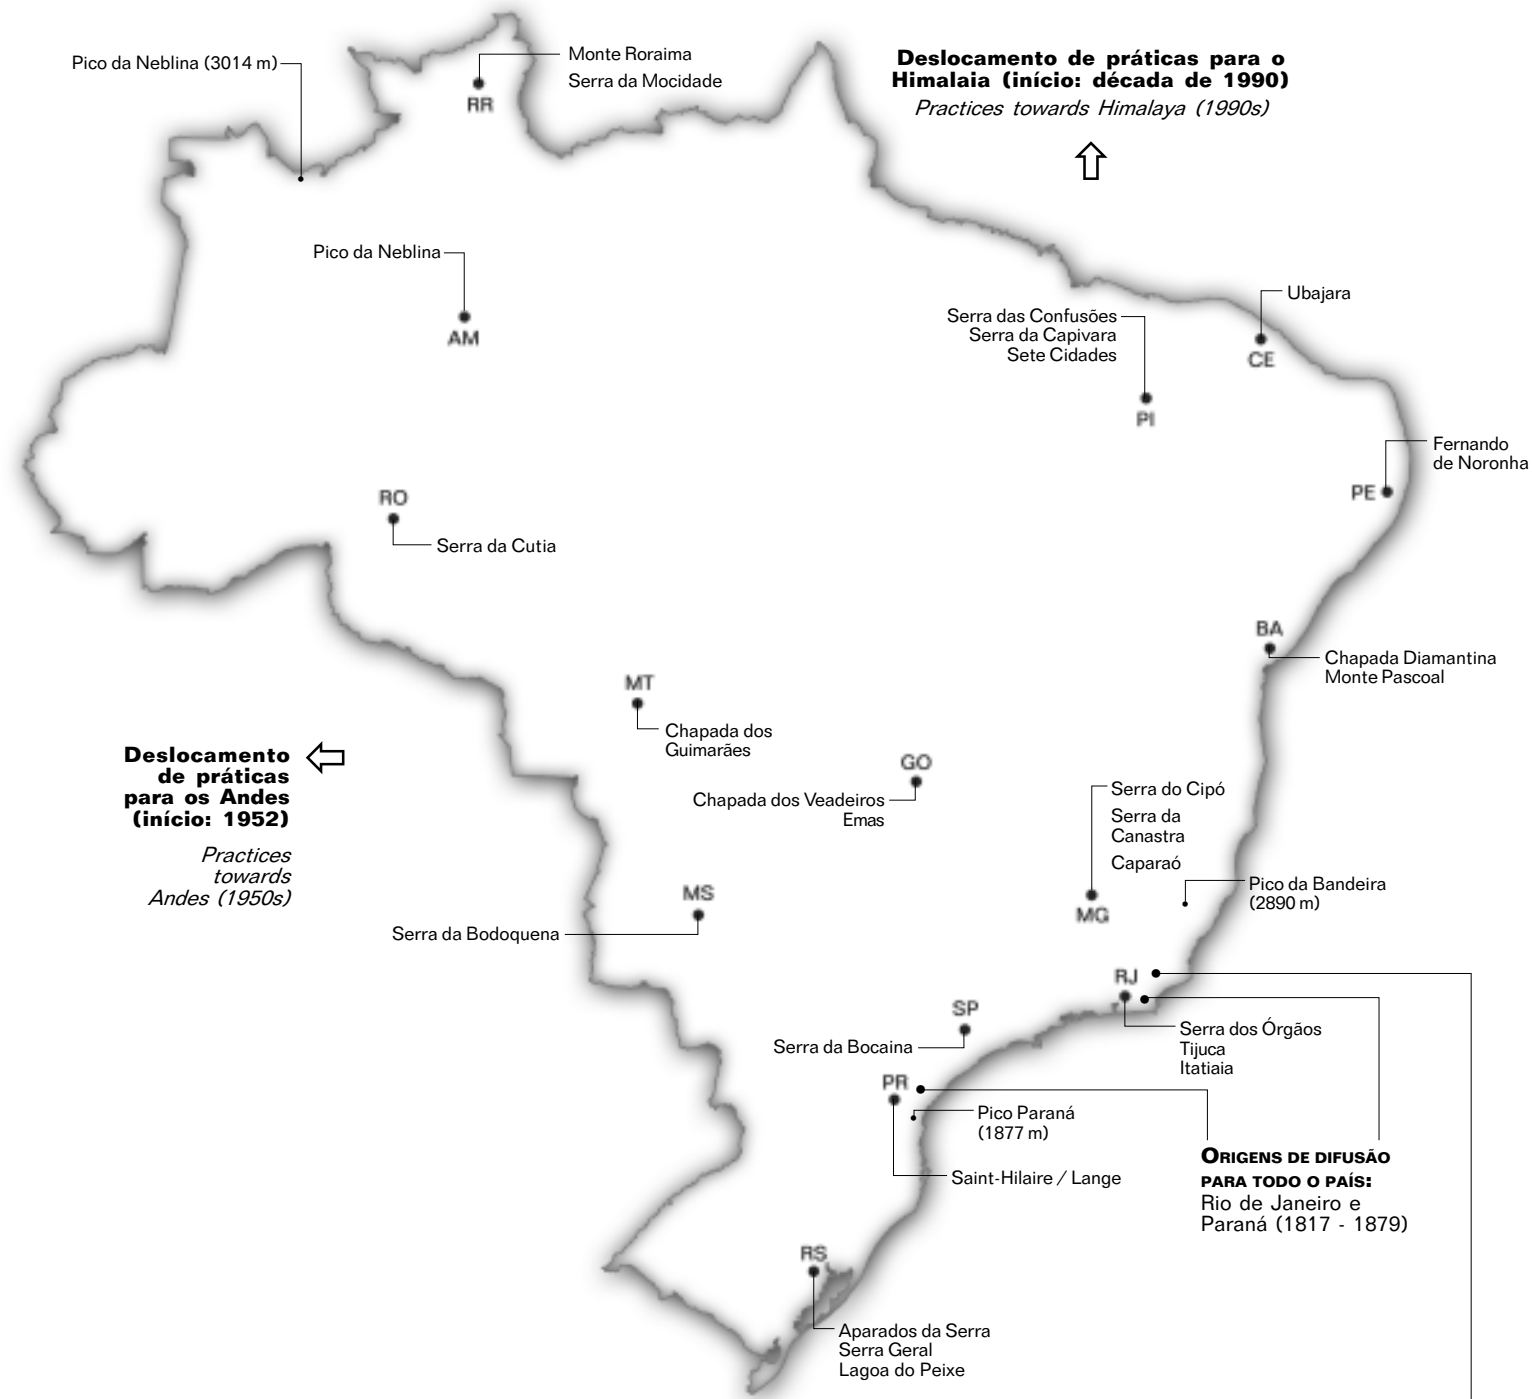 Pico da Neblina (3014 m)
Monte Roraima
Serra da Mocidade
RR
Deslocamento de práticas para o
Himalaia (início: década de 1990)
Practices towards Himalaya (1990s)
Pico da Neblina
AM
Ubajara
CE
Serra das Confusões
Serra da Capivara
Sete Cidades
PI
Fernando
de Noronha
PE
RO
Serra da Cutia
BA
Chapada Diamantina
Monte Pascoal
MT
Chapada dos
Guimarães
Deslocamento
de práticas
para os Andes
(início: 1952)
Practices
towards
Andes (1950s)
GO
Chapada dos Veadeiros
Emas
Serra do Cipó
Serra da
Canastra
Caparaó
MG
Pico da Bandeira
(2890 m)
MS
Serra da Bodoquena
RJ
Serra dos Órgãos
Tijuca
Itatiaia
SP
Serra da Bocaina
PR
Pico Paraná
(1877 m)
Saint-Hilaire / Lange
ORIGENS DE DIFUSÃO
PARA TODO O PAÍS:
Rio de Janeiro e
Paraná (1817 - 1879)
RS
Aparados da Serra
Serra Geral
Lagoa do Peixe